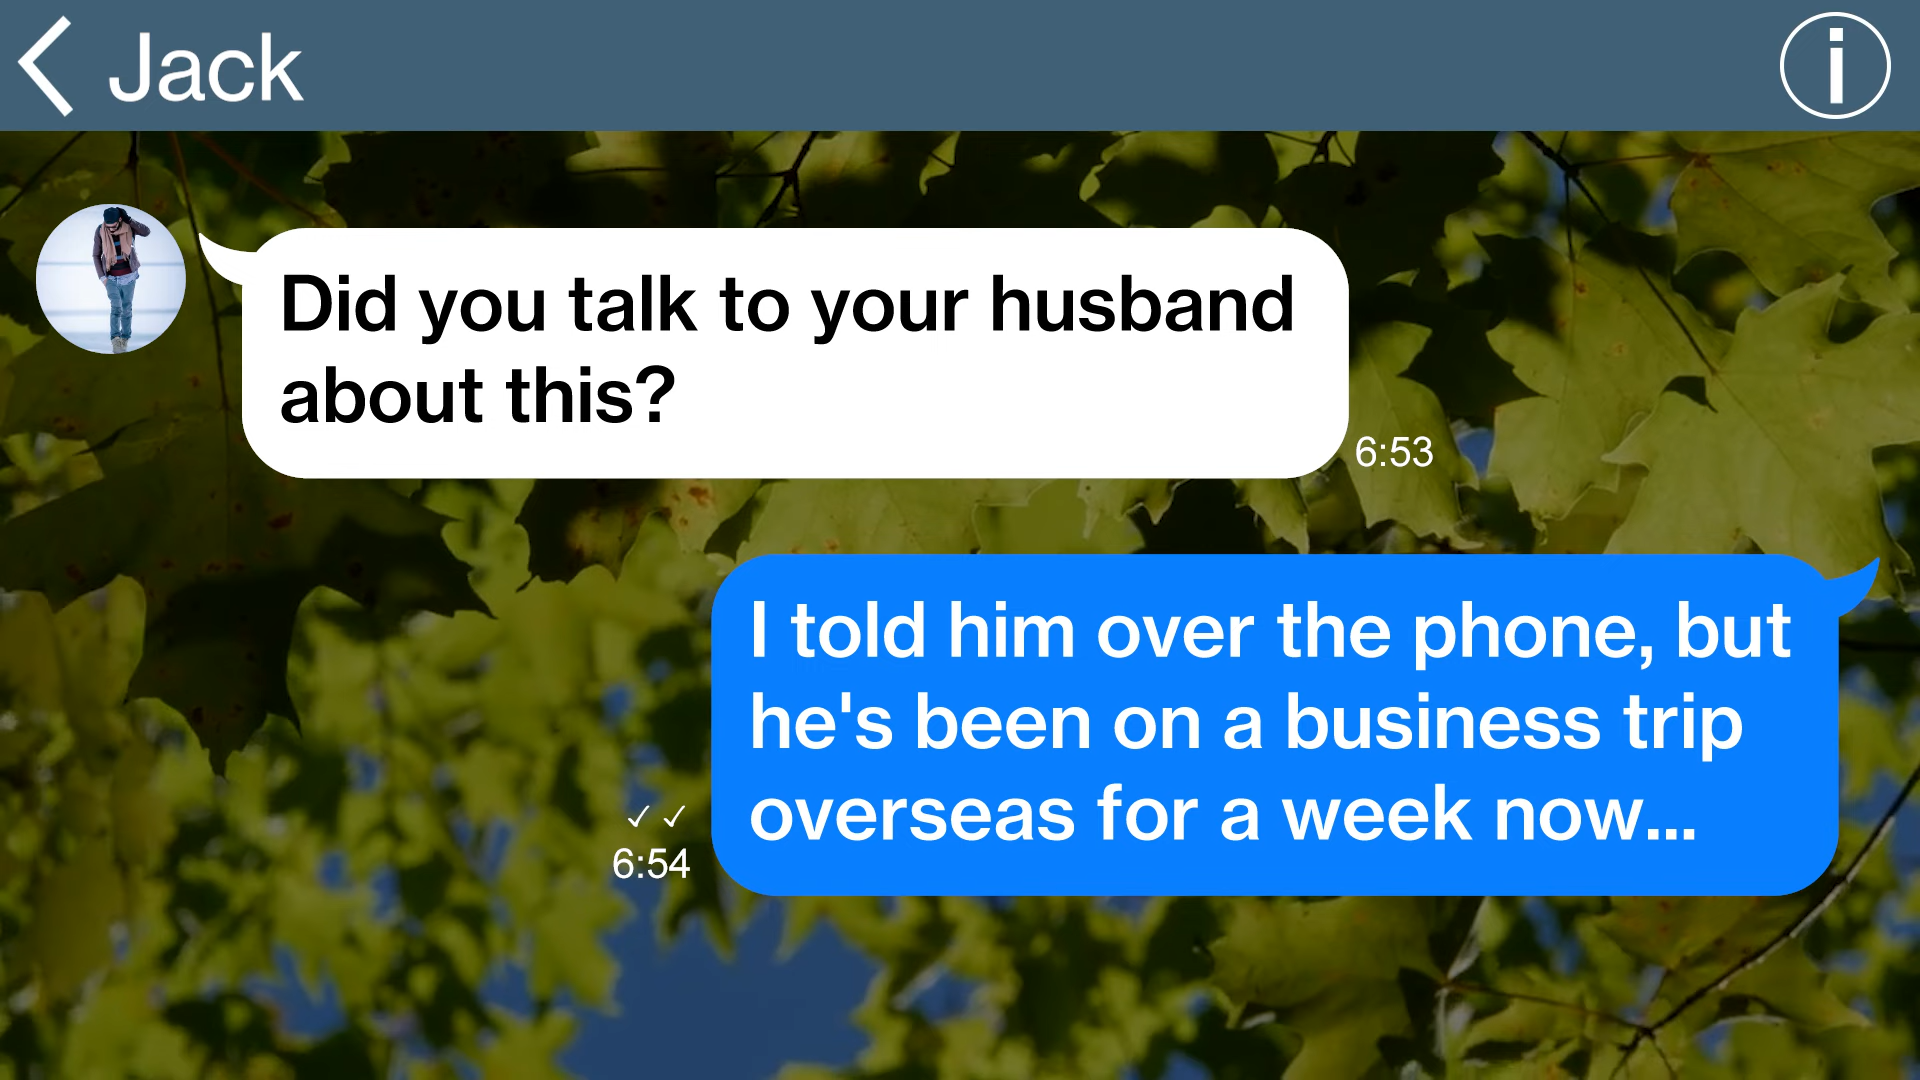 Jack
i
Did you talk to your husband
about this?
6:53
I told him over the phone, but
he's been on a business trip
overseas for a week now...
✓✓
6:54